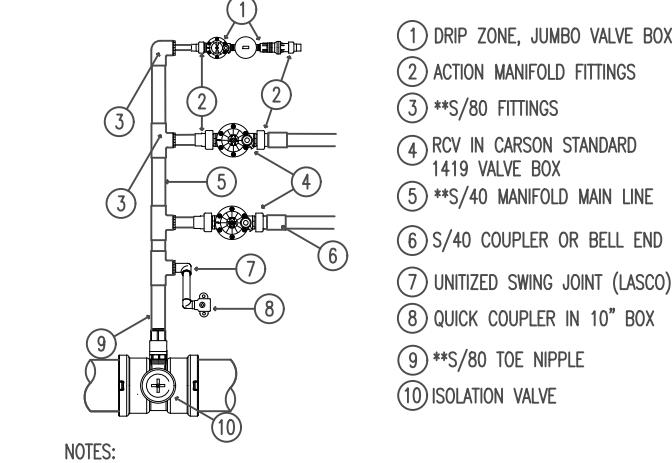 1
2
2
3
3
4
5
6
7
8
9
10
1 DRIP ZONE, JUMBO VALVE BOX
2 ACTION MANIFOLD FITTINGS
3 **S/80 FITTINGS
4 RCV IN CARSON STANDARD
1419 VALVE BOX
5 **S/40 MANIFOLD MAIN LINE
6 S/40 COUPLER OR BELL END
7 UNITIZED SWING JOINT (LASCO)
8 QUICK COUPLER IN 10" BOX
9 **S/80 TOE NIPPLE
10 ISOLATION VALVE
NOTES: